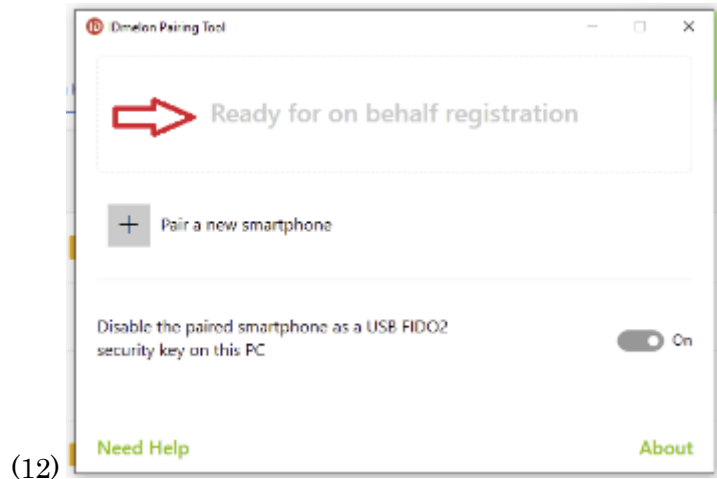 IDmelon Pairing Tool
Ready for on behalf registration
Pair a new smartphone
Disable the paired smartphone as a USB FIDO2
security key on this PC
On
Need Help
About
(12)